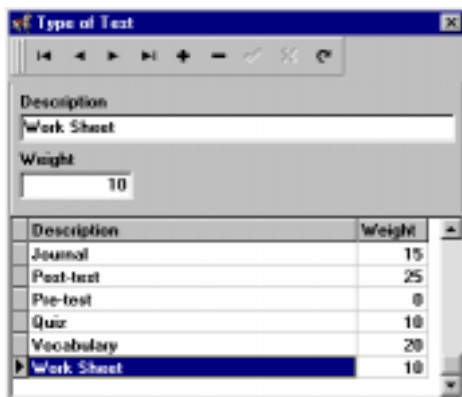 Type of Test
Description
Work Sheet
Weight
10
Description Weight
Journal 15
Post-test 25
Pre-test 0
Quiz 10
Vocabulary 20
Work Sheet 10